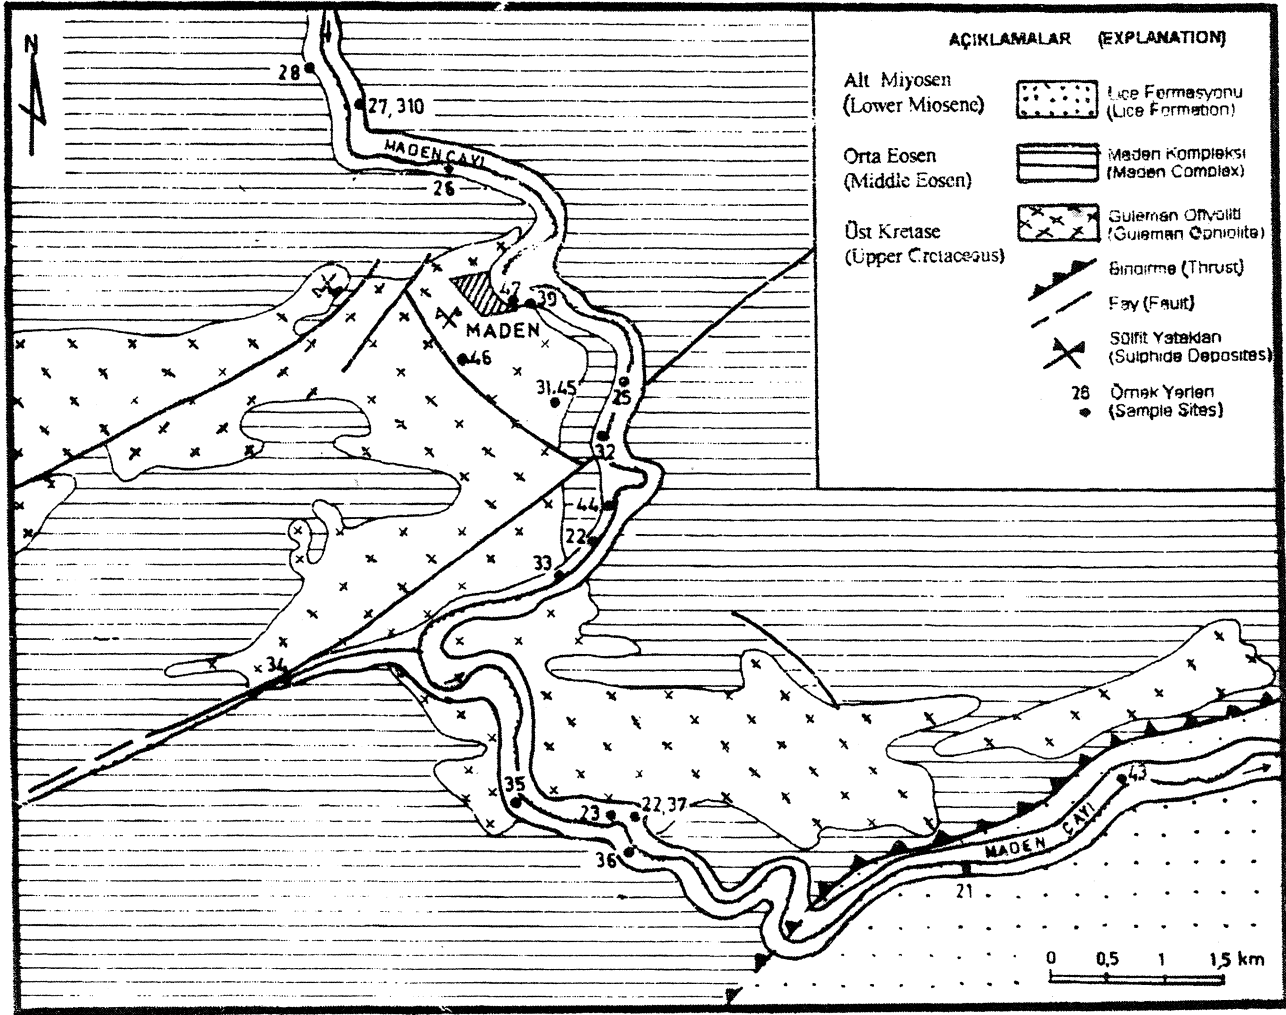 N
AÇIKLAMALAR (EXPLANATION)
Alt Miyosen
(Lower Miosene)
Lice Formasyonu
(Lice Formation)
Orta Eosen
(Middle Eosen)
Maden Kompleksi
(Maden Complex)
Üst Kretase
(Upper Cretaceous)
Guleman Ofiyoliti
(Guleman Ophiolite)
Bindirme (Thrust)
Fay (Fault)
Sülfit Yatakları
(Sulphide Deposites)
26
Örnek Yerleri
(Sample Sites)
28
27,310
MADEN ÇAYI
26
47
39
MADEN
46
31,45
25
32
44
22
33
34
35
23
22,37
36
43
MADEN ÇAYI
21
0 0,5 1 1,5 km